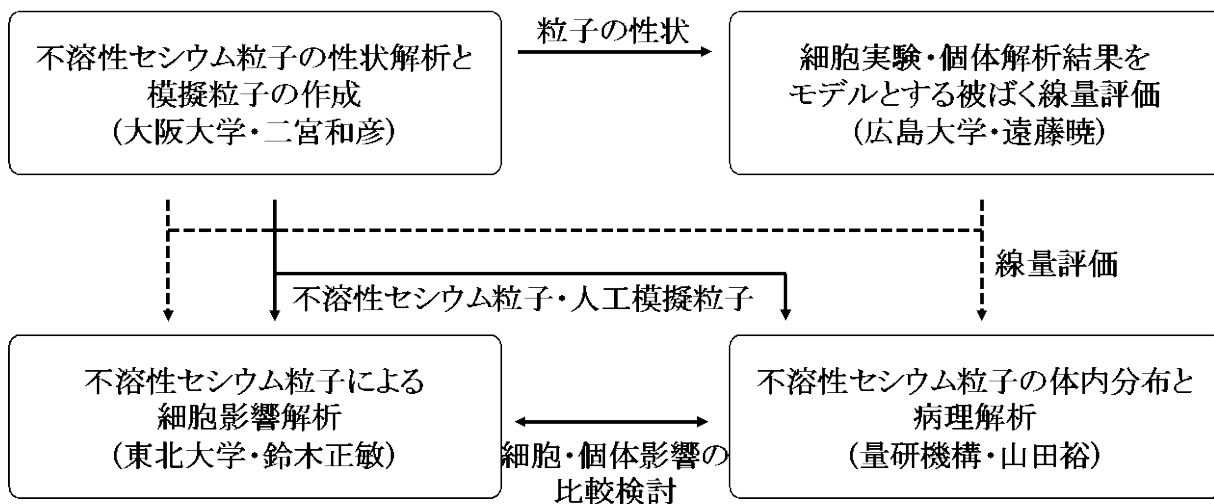 不溶性セシウム粒子の性状解析と
模擬粒子の作成
(大阪大学・二宮和彦)
粒子の性状
細胞実験・個体解析結果を
モデルとする被ばく線量評価
(広島大学・遠藤暁)
線量評価
不溶性セシウム粒子・人工模擬粒子
不溶性セシウム粒子による
細胞影響解析
(東北大学・鈴木正敏)
細胞・個体影響の
比較検討
不溶性セシウム粒子の体内分布と
病理解析
(量研機構・山田裕)